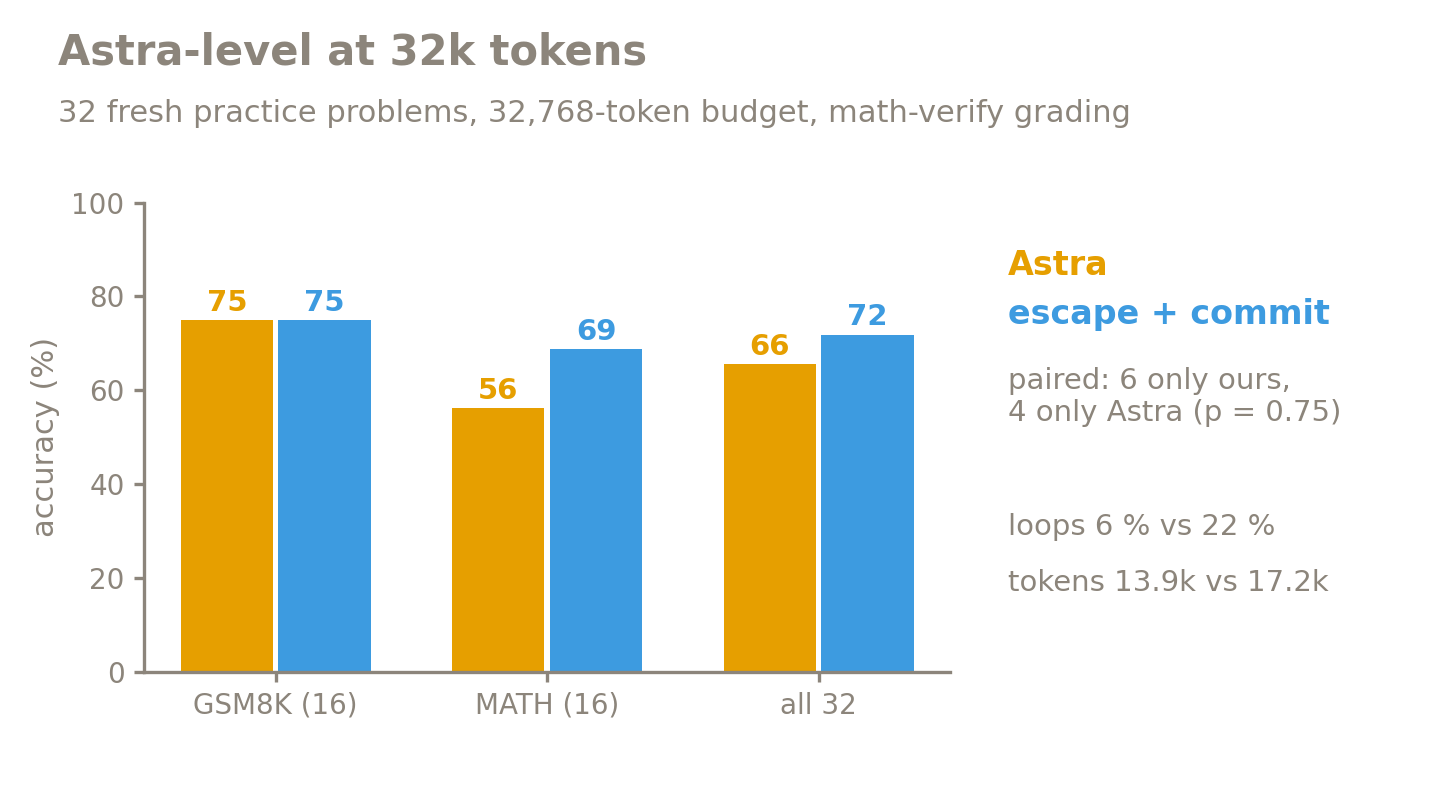 Astra-level at 32k tokens
32 fresh practice problems, 32,768-token budget, math-verify grading
accuracy (%)
100
80
60
40
20
0
75
75
56
69
66
72
GSM8K (16)
MATH (16)
all 32
Astra
escape + commit
paired: 6 only ours,
4 only Astra (p = 0.75)
loops 6 % vs 22 %
tokens 13.9k vs 17.2k